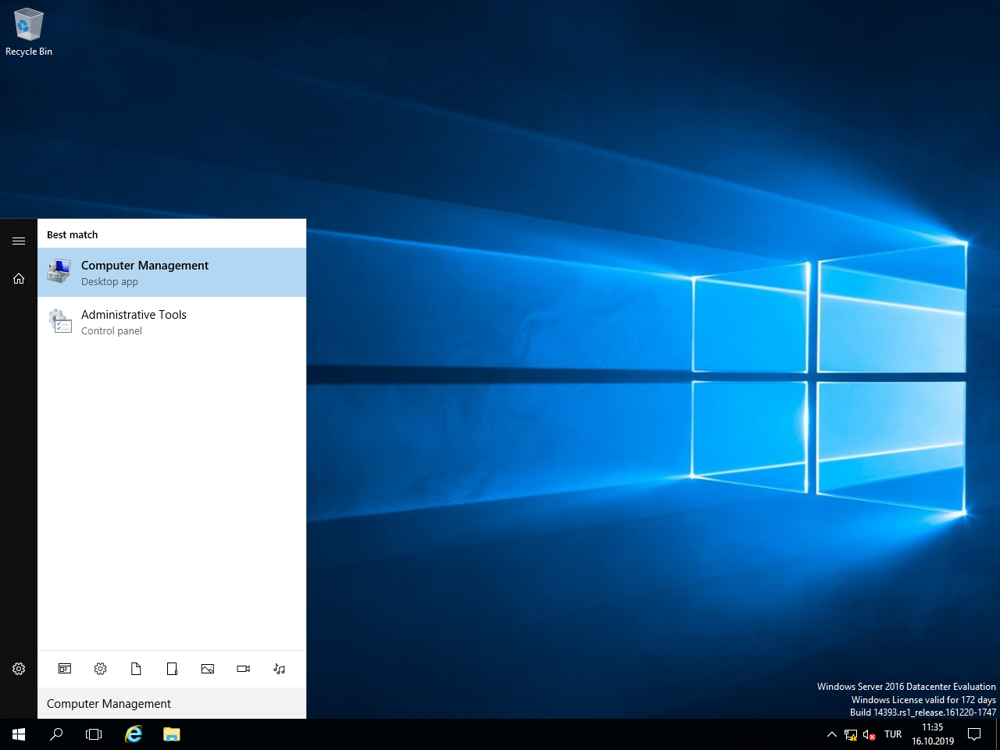 Recycle Bin
Best match
Computer Management
Desktop app
Administrative Tools
Control panel
Computer Management
Windows Server 2016 Datacenter Evaluation
Windows License valid for 172 days
Build 14393.rs1_release.161220-1747
TUR
11:35
16.10.2019